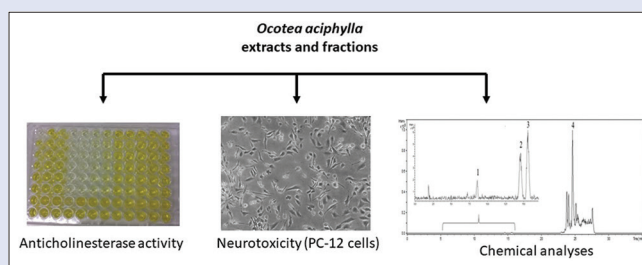 Ocotea aciphylla
extracts and fractions
1
2
3
4
Anticholinesterase activity
Neurotoxicity (PC-12 cells)
Chemical analyses